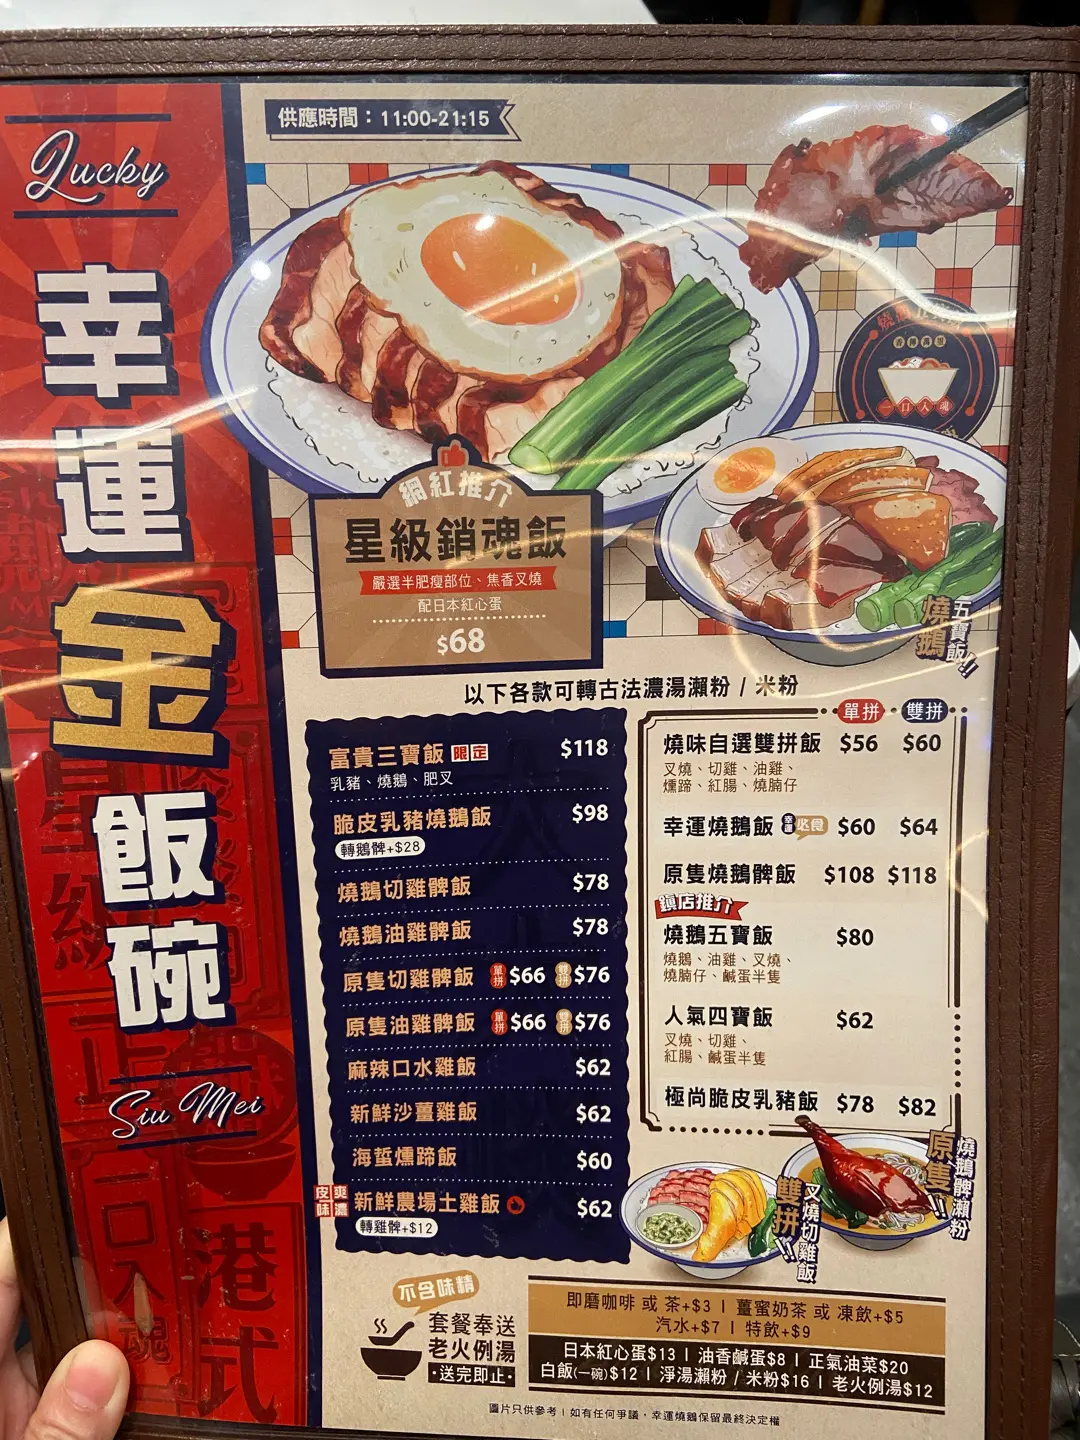 供應時間：11:00-21:15
Lucky
幸運金飯碗
Siu Mei
港式
一口入魂
網紅推介
星級銷魂飯
嚴選半肥瘦部位、焦香叉燒
配日本紅心蛋
$68
一口入魂
燒鵝五寶飯!!
以下各款可轉古法濃湯瀨粉 / 米粉
富貴三寶飯 限定 $118
乳豬、燒鵝、肥叉
脆皮乳豬燒鵝飯 $98
轉鵝髀+$28
燒鵝切雞髀飯 $78
燒鵝油雞髀飯 $78
原隻切雞髀飯 單拼 $66 雙拼 $76
原隻油雞髀飯 單拼 $66 雙拼 $76
麻辣口水雞飯 $62
新鮮沙薑雞飯 $62
海蜇燻蹄飯 $60
皮爽味濃 新鮮農場土雞飯 $62
轉雞髀+$12
單拼 雙拼
燒味自選雙拼飯 $56 $60
叉燒、切雞、油雞、
燻蹄、紅腸、燒腩仔
幸運燒鵝飯 幸運必食 $60 $64
原隻燒鵝髀飯 $108 $118
鎮店推介
燒鵝五寶飯 $80
燒鵝、油雞、叉燒、
燒腩仔、鹹蛋半隻
人氣四寶飯 $62
叉燒、切雞、
紅腸、鹹蛋半隻
極尚脆皮乳豬飯 $78 $82
雙拼!!
叉燒切雞飯
原隻!!
燒鵝髀瀨粉
不含味精
套餐奉送
老火例湯
·送完即止·
即磨咖啡 或 茶+$3 | 薑蜜奶茶 或 凍飲+$5
汽水+$7 | 特飲+$9
日本紅心蛋$13 | 油香鹹蛋$8 | 正氣油菜$20
白飯(一碗)$12 | 淨湯瀨粉 / 米粉$16 | 老火例湯$12
圖片只供參考 | 如有任何爭議，幸運燒鵝保留最終決定權